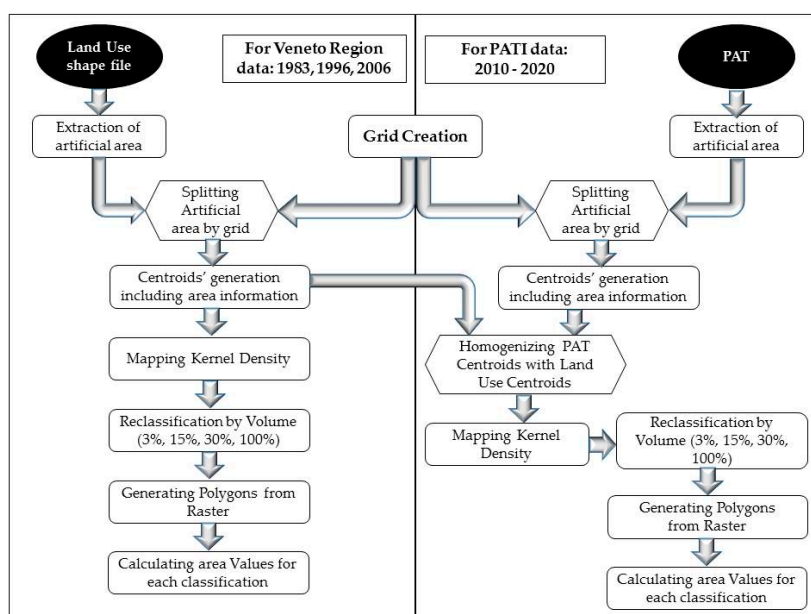 Land Use
shape file
For Veneto Region
data: 1983, 1996, 2006
For PATI data:
2010 - 2020
PAT
Extraction of
artificial area
Grid Creation
Extraction of
artificial area
Splitting
Artificial
area by grid
Splitting
Artificial
area by grid
Centroids' generation
including area information
Centroids' generation
including area information
Mapping Kernel Density
Homogenizing PAT
Centroids with Land
Use Centroids
Reclassification by Volume
(3%, 15%, 30%, 100%)
Mapping Kernel
Density
Reclassification by
Volume (3%, 15%, 30%,
100%)
Generating Polygons from
Raster
Generating Polygons
from Raster
Calculating area Values for
each classification
Calculating area Values for
each classification